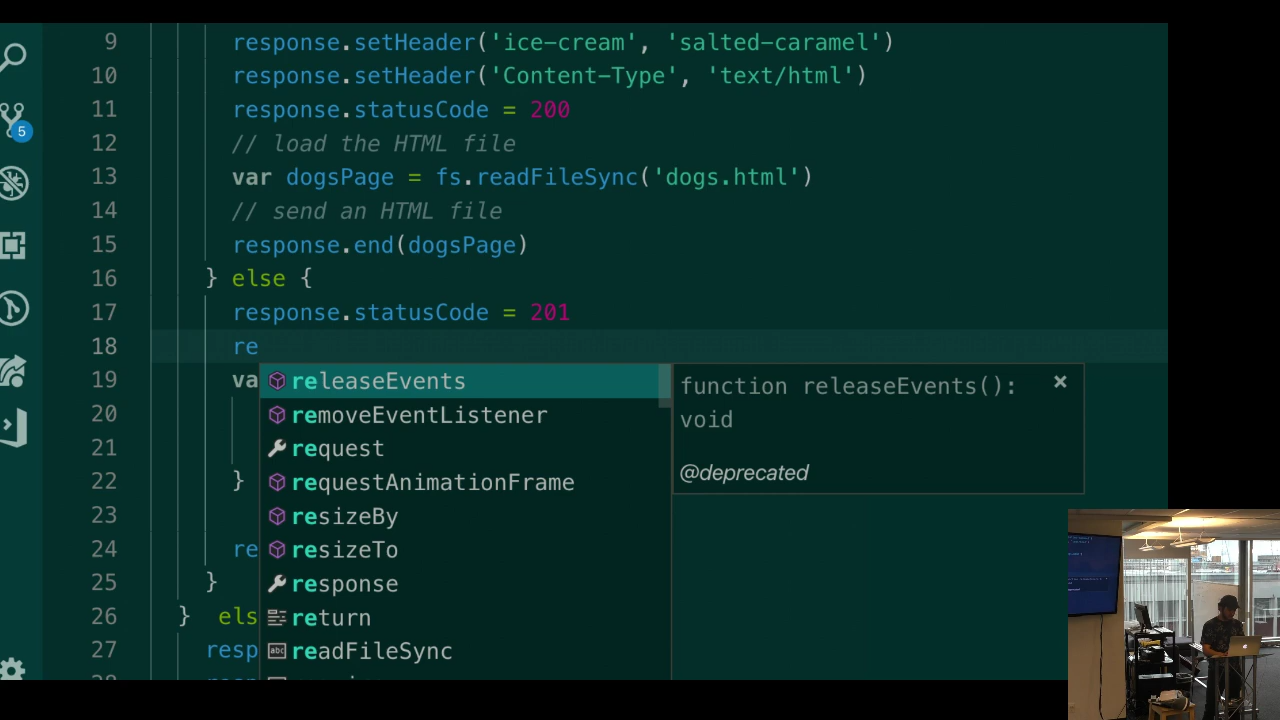 9 response.setHeader('ice-cream', 'salted-caramel')
10 response.setHeader('Content-Type', 'text/html')
11 response.statusCode = 200
12 // load the HTML file
13 var dogsPage = fs.readFileSync('dogs.html')
14 // send an HTML file
15 response.end(dogsPage)
16 } else {
17 response.statusCode = 201
18 re
19 va
20
21
22 }
23
24 re
25 }
26 } els
27 resp
5
releaseEvents
removeEventListener
request
requestAnimationFrame
resizeBy
resizeTo
response
return
readFileSync
function releaseEvents():
void
@deprecated